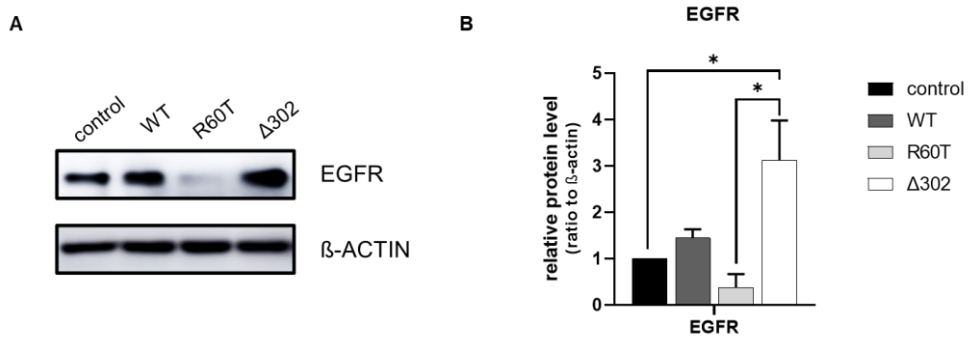 A
control
WT
R60T
Δ302
EGFR
ß-ACTIN
B
EGFR
*
*
relative protein level
(ratio to ß-actin)
5
4
3
2
1
0
EGFR
control
WT
R60T
Δ302